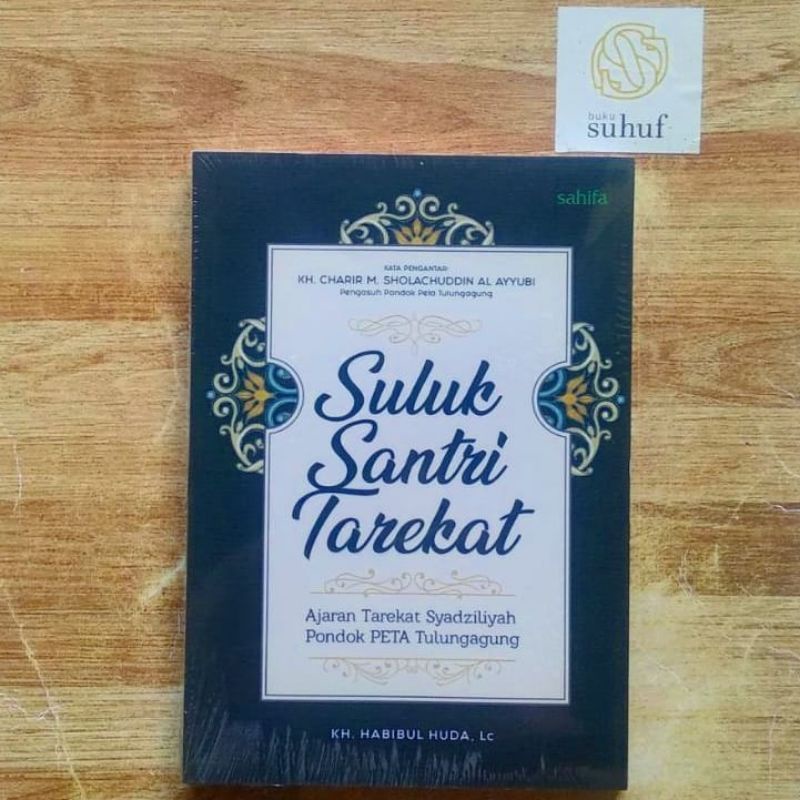 buku
suhuf
sahifa
KATA PENGANTAR:
KH. CHARIR M. SHOLACHUDDIN AL AYYUBI
Pengasuh Pondok Peta Tulungagung
Suluk
Santri
Tarekat
Ajaran Tarekat Syadziliyah
Pondok PETA Tulungagung
KH. HABIBUL HUDA, Lc